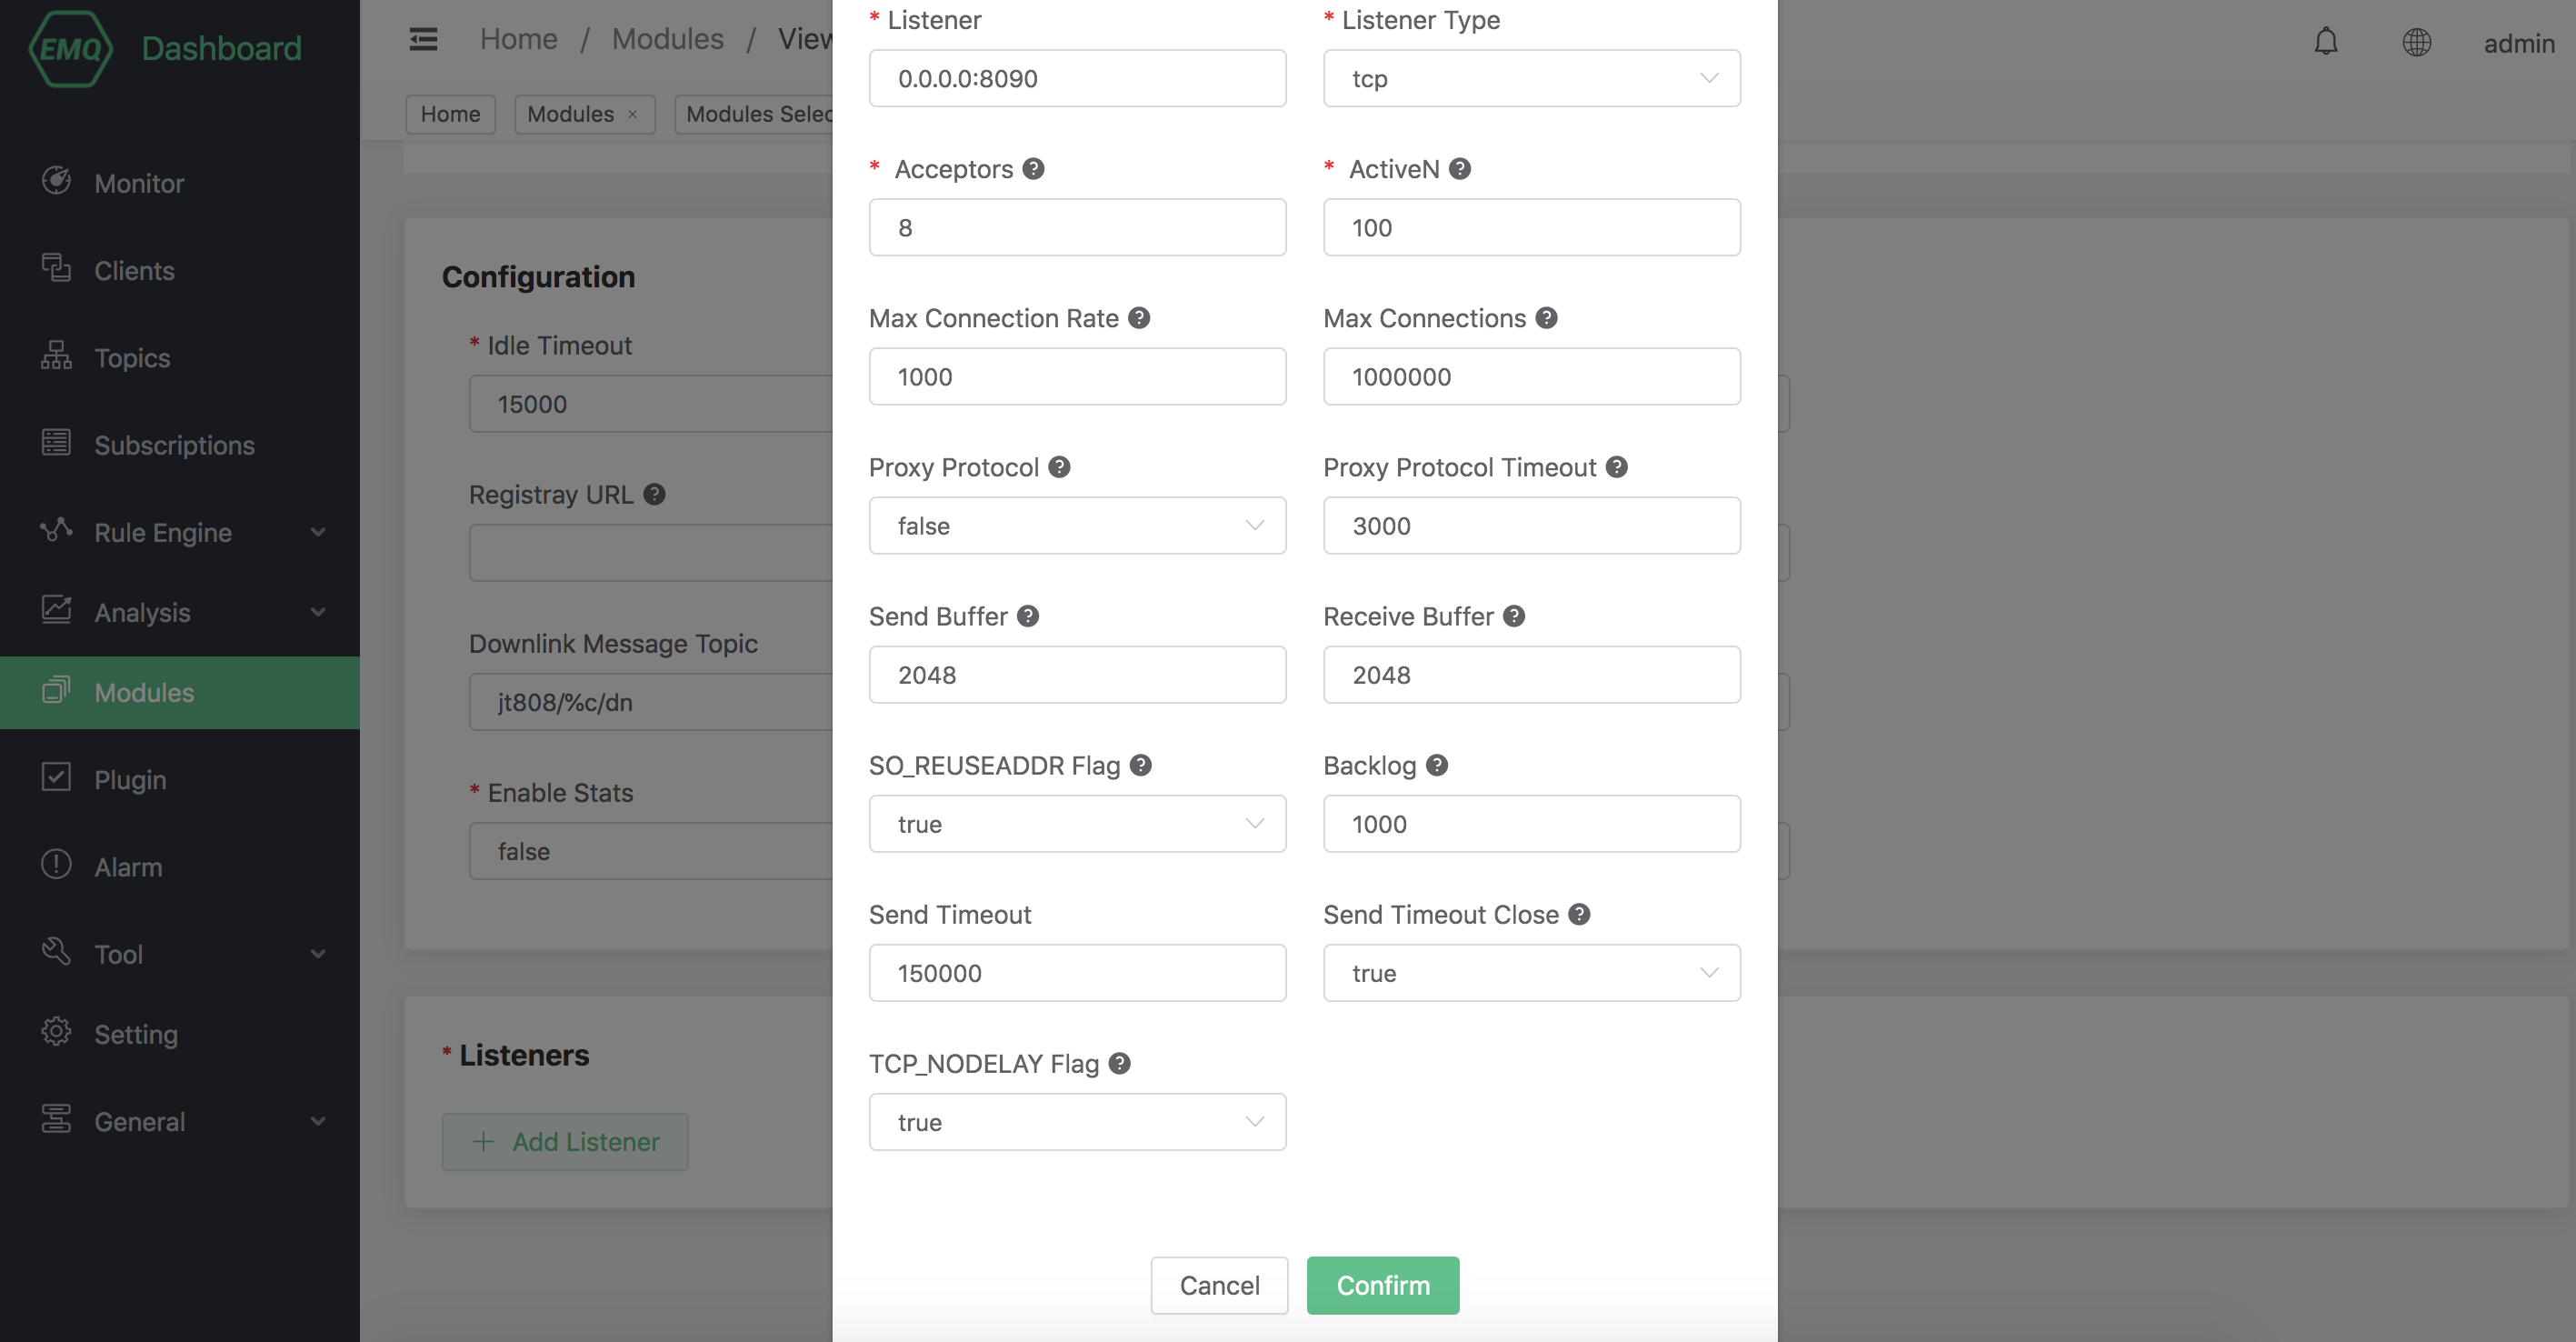 EMQ Dashboard
Home / Modules / View
admin
Home
Modules ×
Modules Selec
Monitor
Clients
Topics
Subscriptions
Rule Engine
Analysis
Modules
Plugin
Alarm
Tool
Setting
General
Configuration
* Idle Timeout
15000
Registray URL ?
Downlink Message Topic
jt808/%c/dn
* Enable Stats
false
* Listeners
+ Add Listener
* Listener
0.0.0.0:8090
* Listener Type
tcp
* Acceptors ?
8
* ActiveN ?
100
Max Connection Rate ?
1000
Max Connections ?
1000000
Proxy Protocol ?
false
Proxy Protocol Timeout ?
3000
Send Buffer ?
2048
Receive Buffer ?
2048
SO_REUSEADDR Flag ?
true
Backlog ?
1000
Send Timeout
150000
Send Timeout Close ?
true
TCP_NODELAY Flag ?
true
Cancel
Confirm